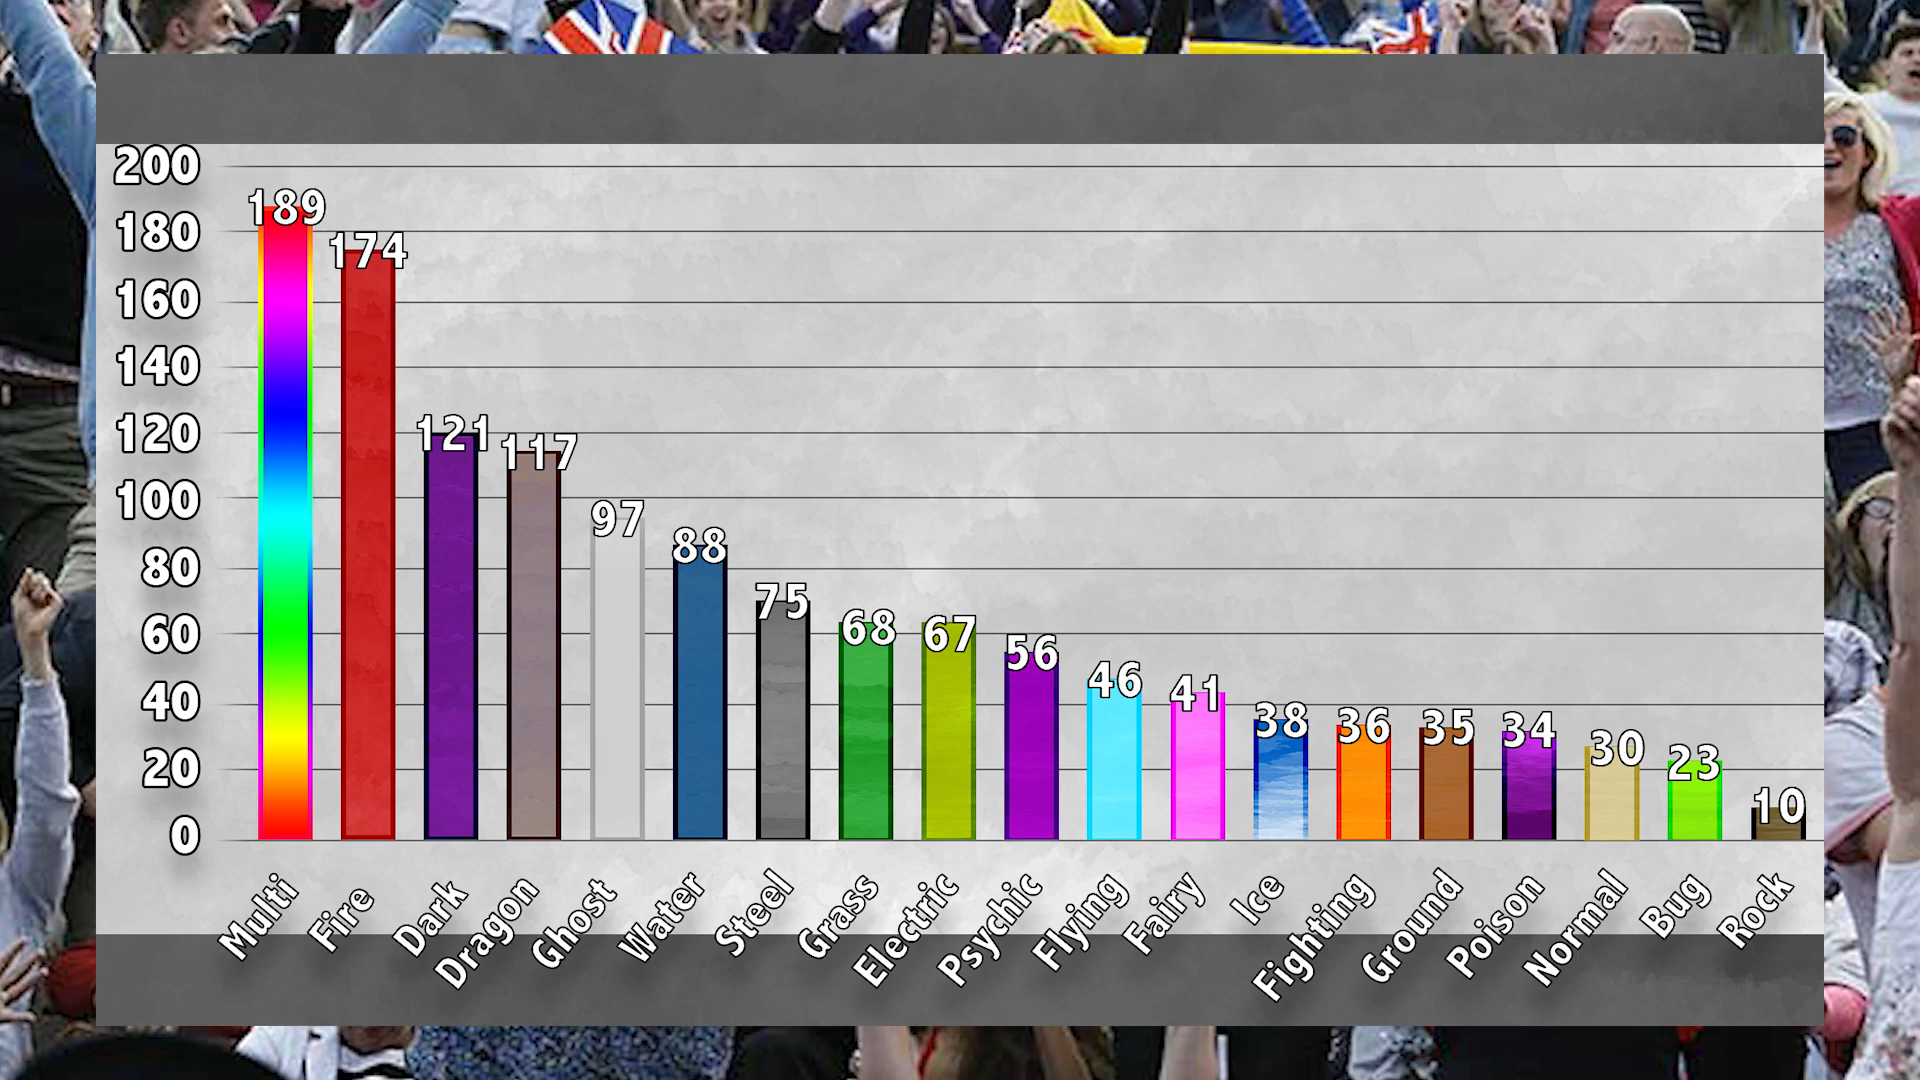 200
180
160
140
120
100
80
60
40
20
0
189
174
121
117
97
88
75
68
67
56
46
41
38
36
35
34
30
23
10
Multi
Fire
Dark
Dragon
Ghost
Water
Steel
Grass
Electric
Psychic
Flying
Fairy
Ice
Fighting
Ground
Poison
Normal
Bug
Rock